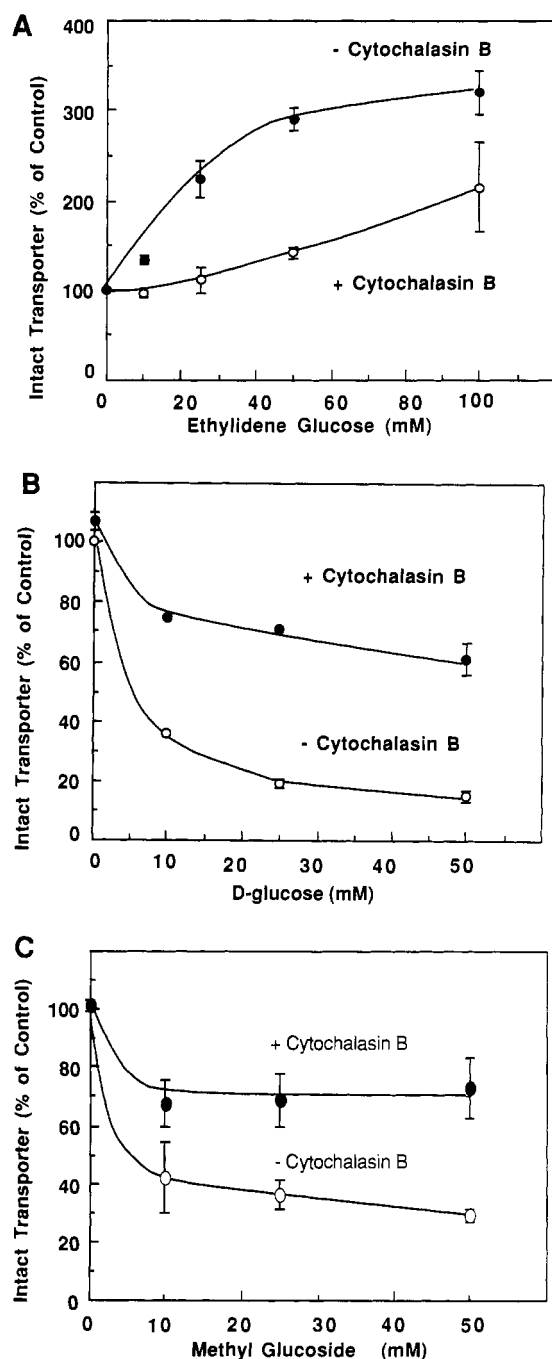 A
Intact Transporter (% of Control)
400
300
200
100
0
- Cytochalasin B
+ Cytochalasin B
0 20 40 60 80 100
Ethylidene Glucose (mM)
B
Intact Transporter (% of Control)
100
80
60
40
20
0
+ Cytochalasin B
- Cytochalasin B
0 10 20 30 40 50
D-glucose (mM)
C
Intact Transporter (% of Control)
100
80
60
40
20
0
+ Cytochalasin B
- Cytochalasin B
0 10 20 30 40 50
Methyl Glucoside (mM)